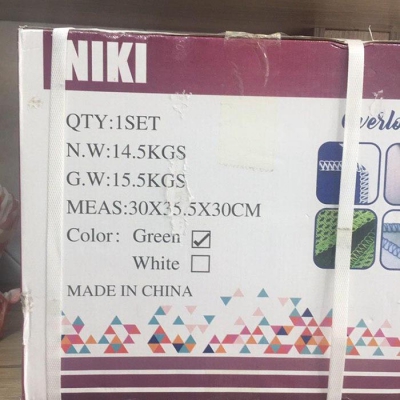 NIKI
QTY:1SET
N.W:14.5KGS
G.W:15.5KGS
MEAS:30X35.5X30CM
Color: Green
White
MADE IN CHINA